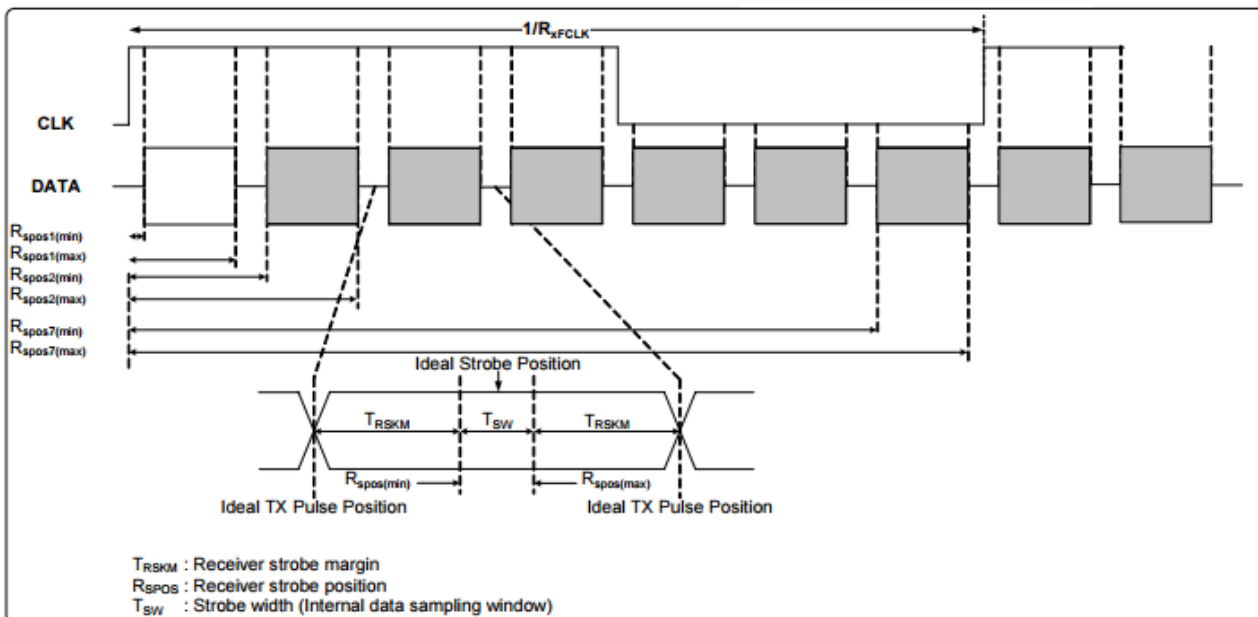 1/RxFCLK
CLK
DATA
Rspos1(min)
Rspos1(max)
Rspos2(min)
Rspos2(max)
Rspos7(min)
Rspos7(max)
Ideal Strobe Position
TRSKM TSW TRSKM
Rspos(min) Rspos(max)
Ideal TX Pulse Position Ideal TX Pulse Position
TRSKM : Receiver strobe margin
RSPOS : Receiver strobe position
TSW : Strobe width (Internal data sampling window)